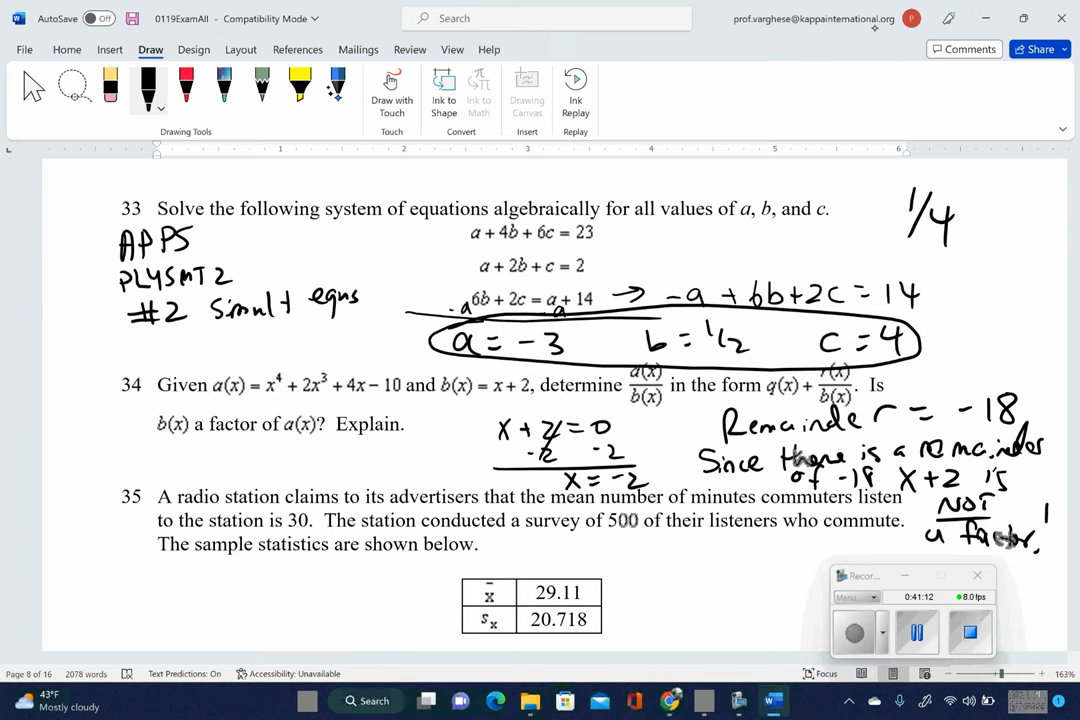 AutoSave Off 0119ExamAll - Compatibility Mode Search prof.varghese@kappainternational.org P
File Home Insert Draw Design Layout References Mailings Review View Help Comments Share
Draw with Touch Ink to Shape Ink to Math Drawing Canvas Ink Replay
Drawing Tools Touch Convert Insert Replay
1 2 3 4 5 6
33 Solve the following system of equations algebraically for all values of a, b, and c.
1/4
a + 4b + 6c = 23
APPS
a + 2b + c = 2
PLYSMT2
6b + 2c = a + 14 → -a + 6b+2c = 14
-a -a
#2 Simult eqns
a = -3 b = 1/2 c = 4
34 Given a(x) = x⁴ + 2x³ + 4x − 10 and b(x) = x + 2, determine a(x)/b(x) in the form q(x) + r(x)/b(x). Is
b(x) a factor of a(x)? Explain.
x + 2 = 0
-2 -2
x = -2
Remainder r = -18
Since there is a remainder
of -18 x+2 is
NOT
a factor!
35 A radio station claims to its advertisers that the mean number of minutes commuters listen
to the station is 30. The station conducted a survey of 500 of their listeners who commute.
The sample statistics are shown below.
x̄ 29.11
sₓ 20.718
Recor...
Menu 0:41:12 8.0 fps
Page 8 of 16 2078 words Text Predictions: On Accessibility: Unavailable Focus 163%
43°F
Mostly cloudy
Search